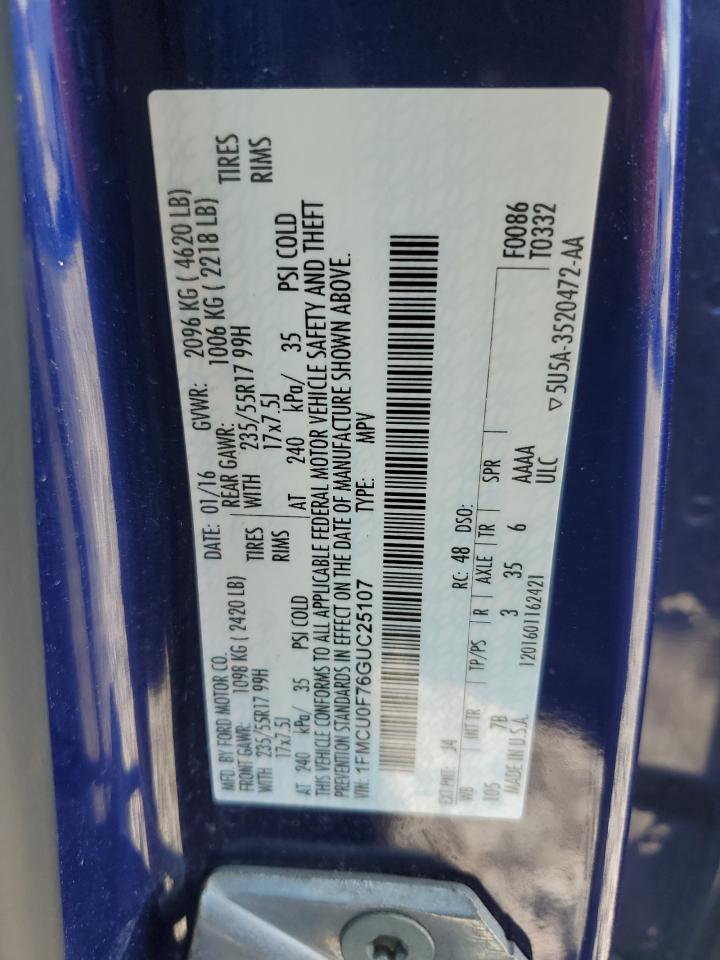 MFD. BY FORD MOTOR CO. DATE: 01/16 GVWR: 2096 KG ( 4620 LB)
FRONT GAWR: 1098 KG ( 2420 LB) REAR GAWR: 1006 KG ( 2218 LB)
WITH 235/55R17 99H TIRES WITH 235/55R17 99H TIRES
17x7.5J RIMS 17x7.5J RIMS
AT 240 kPa/ 35 PSI COLD AT 240 kPa/ 35 PSI COLD
THIS VEHICLE CONFORMS TO ALL APPLICABLE FEDERAL MOTOR VEHICLE SAFETY AND THEFT
PREVENTION STANDARDS IN EFFECT ON THE DATE OF MANUFACTURE SHOWN ABOVE.
VIN: 1FMCU0F76GUC25107 TYPE: MPV
EXT PNT: J4 RC: 48 DSO: F0086
WB INT TR TP/PS R AXLE TR SPR T0332
105 7B 3 35 6 AAAA
MADE IN U.S.A. 1201601162421 ULC
▽ 5U5A-3520472-AA